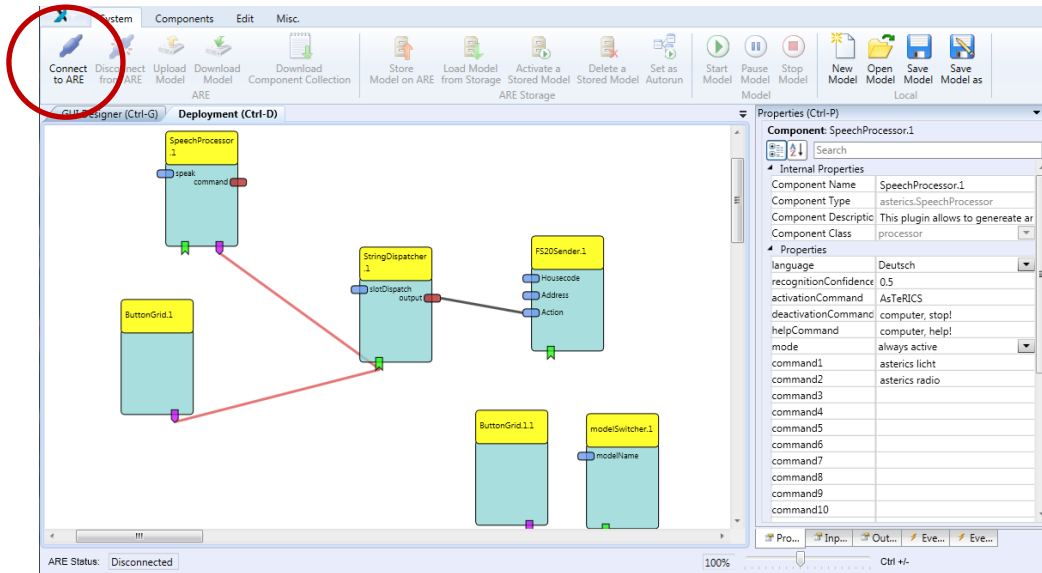 System Components Edit Misc.
Connect to ARE
Disconnect from ARE
Upload Model
Download Model
Download Component Collection
Store Model on ARE
Load Model from Storage
Activate a Stored Model
Delete a Stored Model
Set as Autorun
Start Model
Pause Model
Stop Model
New Model
Open Model
Save Model
Save Model as
ARE
ARE Storage
Model
Local
GUI Designer (Ctrl-G)
Deployment (Ctrl-D)
SpeechProcessor
.1
speak
command
StringDispatcher
.1
slotDispatch
output
FS20Sender.1
Housecode
Address
Action
ButtonGrid.1
ButtonGrid.1.1
modelSwitcher.1
modelName
Properties (Ctrl-P)
Component: SpeechProcessor.1
Search
Internal Properties
Component Name SpeechProcessor.1
Component Type asterics.SpeechProcessor
Component Descriptic This plugin allows to genereate ar
Component Class processor
Properties
language Deutsch
recognitionConfidence 0.5
activationCommand AsTeRICS
deactivationCommand computer, stop!
helpCommand computer, help!
mode always active
command1 asterics licht
command2 asterics radio
command3
command4
command5
command6
command7
command8
command9
command10
Pro... Inp... Out... Eve... Eve...
ARE Status: Disconnected
100%
Ctrl +/-